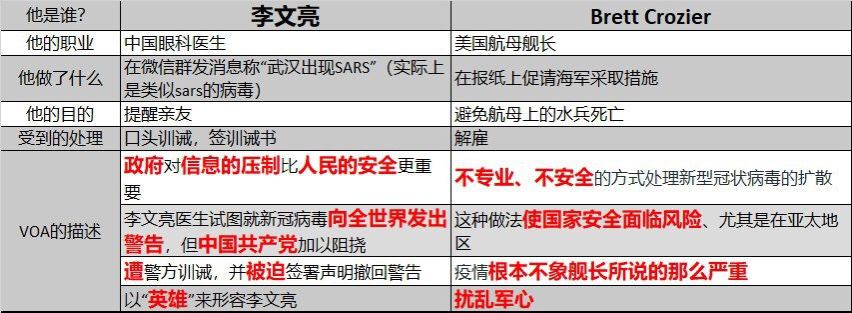 他是谁?
李文亮
Brett Crozier
他的职业
中国眼科医生
美国航母舰长
他做了什么
在微信群发消息称“武汉出现SARS”（实际上
是类似sars的病毒）
在报纸上促请海军采取措施
他的目的
提醒亲友
避免航母上的水兵死亡
受到的处理
口头训诫，签训诫书
解雇
VOA的描述
政府对信息的压制比人民的安全更重
要
不专业、不安全的方式处理新型冠状病毒的扩散
李文亮医生试图就新冠病毒向全世界发出
警告，但中国共产党加以阻挠
这种做法使国家安全面临风险、尤其是在亚太地
区
遭警方训诫，并被迫签署声明撤回警告
疫情根本不象舰长所说的那么严重
以“英雄”来形容李文亮
扰乱军心